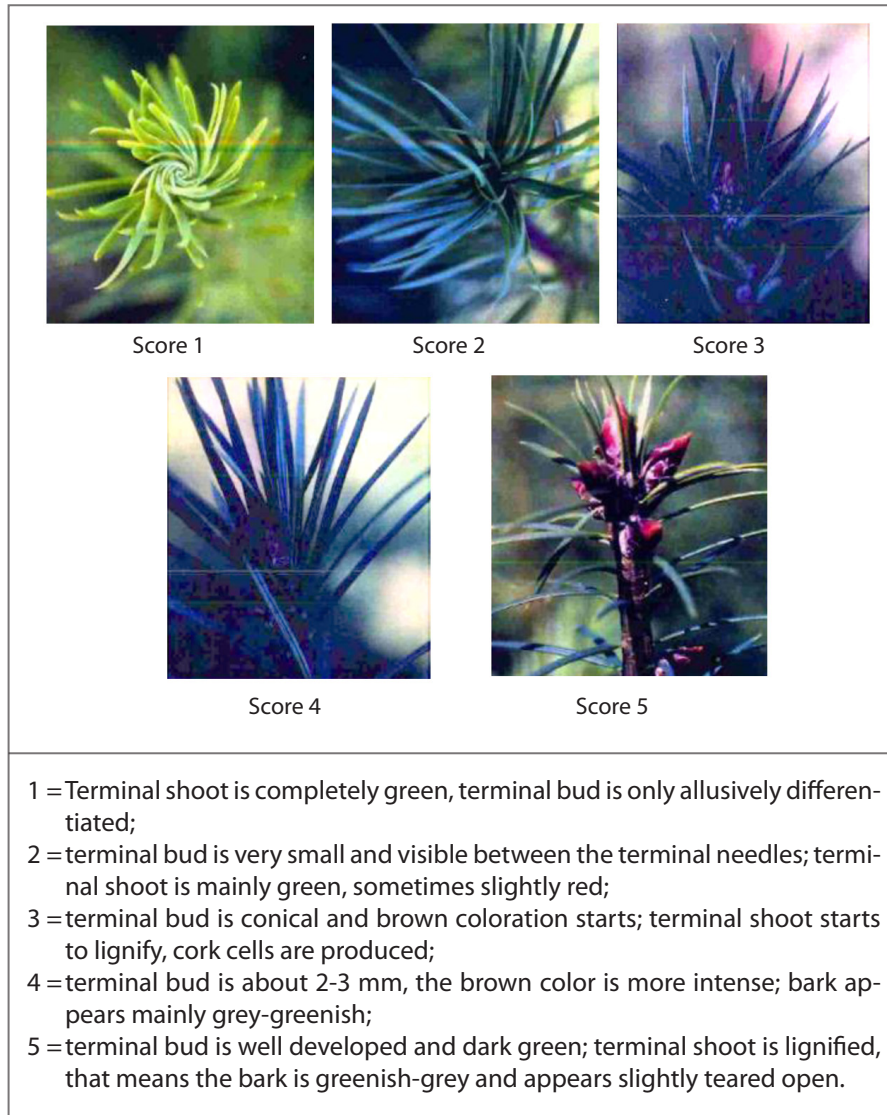 Score 1
Score 2
Score 3
Score 4
Score 5
1 = Terminal shoot is completely green, terminal bud is only allusively differen-
tiated;
2 = terminal bud is very small and visible between the terminal needles; termi-
nal shoot is mainly green, sometimes slightly red;
3 = terminal bud is conical and brown coloration starts; terminal shoot starts
to lignify, cork cells are produced;
4 = terminal bud is about 2-3 mm, the brown color is more intense; bark ap-
pears mainly grey-greenish;
5 = terminal bud is well developed and dark green; terminal shoot is lignified,
that means the bark is greenish-grey and appears slightly teared open.